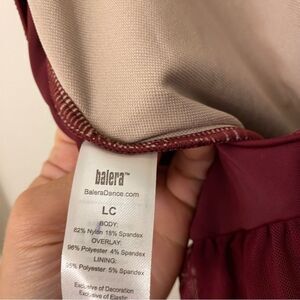 balera™
BaleraDance.com
LC
BODY:
82% Nylon 18% Spandex
OVERLAY:
96% Polyester 4% Spandex
LINING:
95% Polyester 5% Spandex
Exclusive of Decoration
Exclusive of Elastic